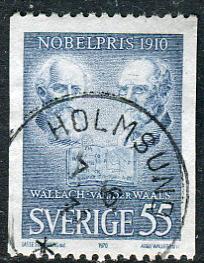 NOBELPRIS 1910
HOLMSUND
WALLACH · VAN DER WAALS
SVERIGE 55
1970